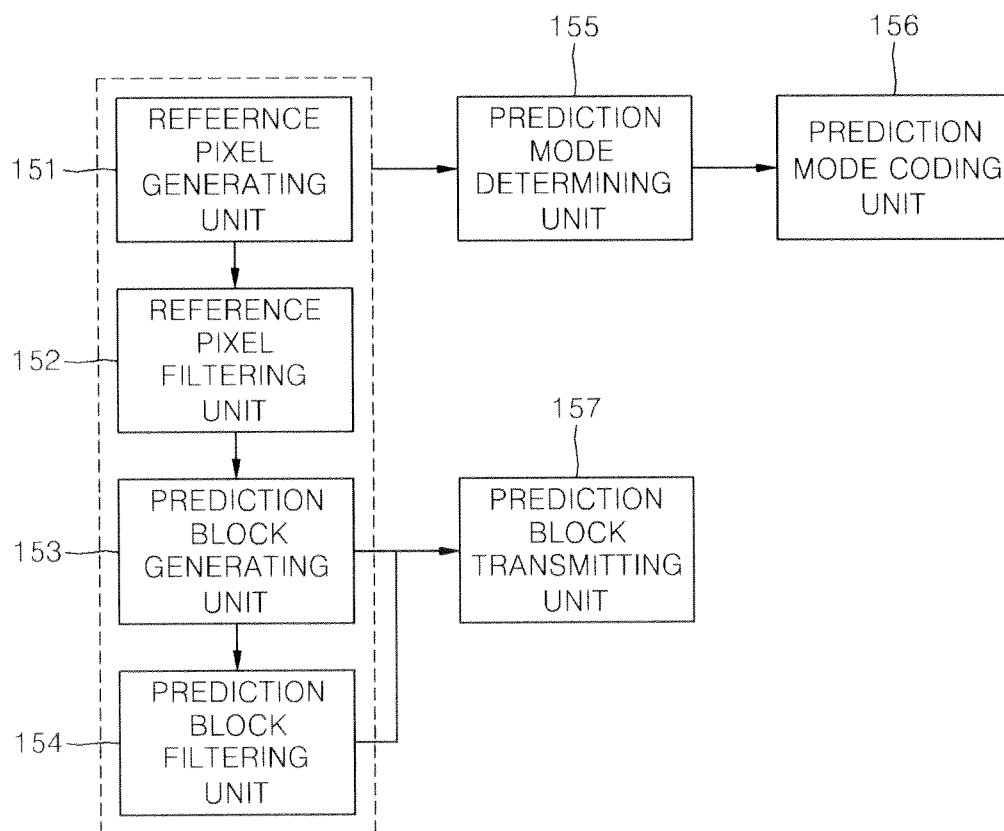 155
156
151
REFEERNCE
PIXEL
GENERATING
UNIT
PREDICTION
MODE
DETERMINING
UNIT
PREDICTION
MODE CODING
UNIT
152
REFERENCE
PIXEL
FILTERING
UNIT
157
153
PREDICTION
BLOCK
GENERATING
UNIT
PREDICTION
BLOCK
TRANSMITTING
UNIT
154
PREDICTION
BLOCK
FILTERING
UNIT